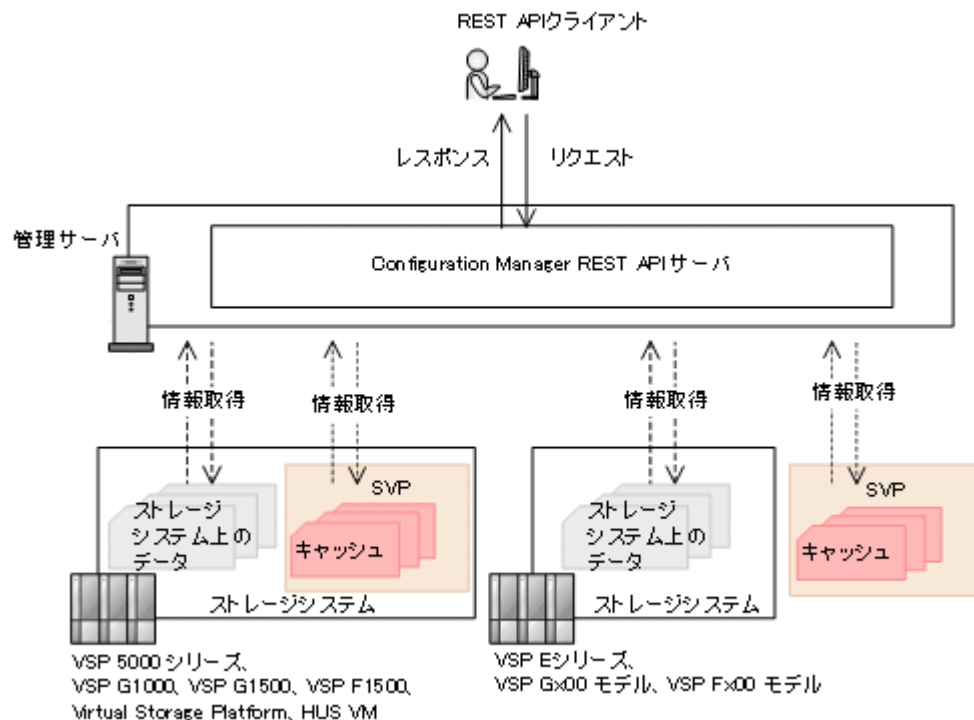 REST APIクライアント
レスポンス
リクエスト
管理サーバ
Configuration Manager REST APIサーバ
情報取得
情報取得
情報取得
情報取得
ストレージ
システム上の
データ
SVP
キャッシュ
ストレージシステム
ストレージ
システム上の
データ
ストレージシステム
SVP
キャッシュ
VSP 5000 シリーズ、
VSP G1000、VSP G1500、VSP F1500、
Virtual Storage Platform、HUS VM
VSP Eシリーズ、
VSP Gx00 モデル、VSP Fx00 モデル